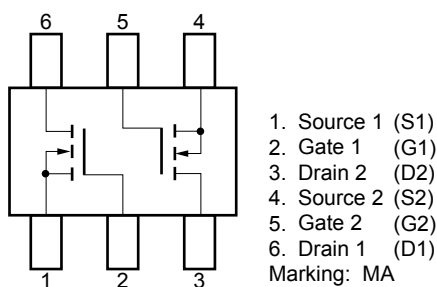 6 5 4
1 2 3
1. Source 1 (S1)
2. Gate 1 (G1)
3. Drain 2 (D2)
4. Source 2 (S2)
5. Gate 2 (G2)
6. Drain 1 (D1)
Marking: MA